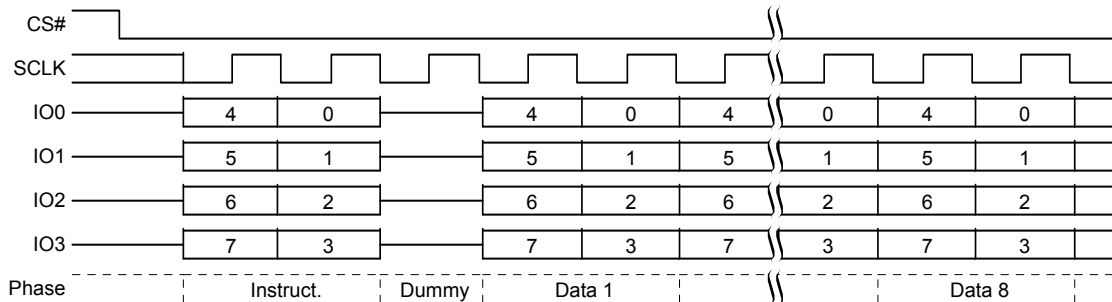 CS#
SCLK
IO0 4 0 4 0 4 0 4 0
IO1 5 1 5 1 5 1 5 1
IO2 6 2 6 2 6 2 6 2
IO3 7 3 7 3 7 3 7 3
Phase Instruct. Dummy Data 1 Data 8